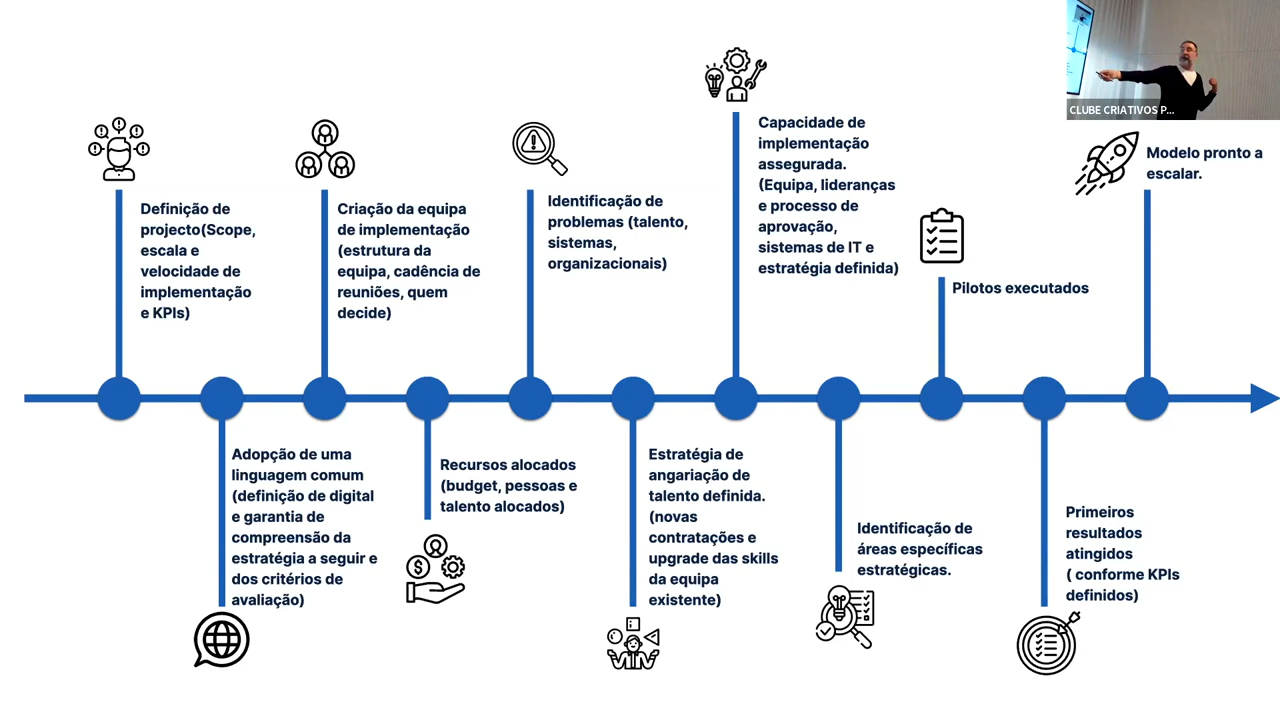 CLUBE CRIATIVOS P...
Definição de
projecto(Scope,
escala e
velocidade de
implementação
e KPIs)
Adopção de uma
linguagem comum
(definição de digital
e garantia de
compreensão da
estratégia a seguir e
dos critérios de
avaliação)
Criação da equipa
de implementação
(estrutura da
equipa, cadência de
reuniões, quem
decide)
Recursos alocados
(budget, pessoas e
talento alocados)
Identificação de
problemas (talento,
sistemas,
organizacionais)
Estratégia de
angariação de
talento definida.
(novas
contratações e
upgrade das skills
da equipa
existente)
Capacidade de
implementação
assegurada.
(Equipa, lideranças
e processo de
aprovação,
sistemas de IT e
estratégia definida)
Identificação de
áreas específicas
estratégicas.
Pilotos executados
Primeiros
resultados
atingidos
( conforme KPIs
definidos)
Modelo pronto a
escalar.